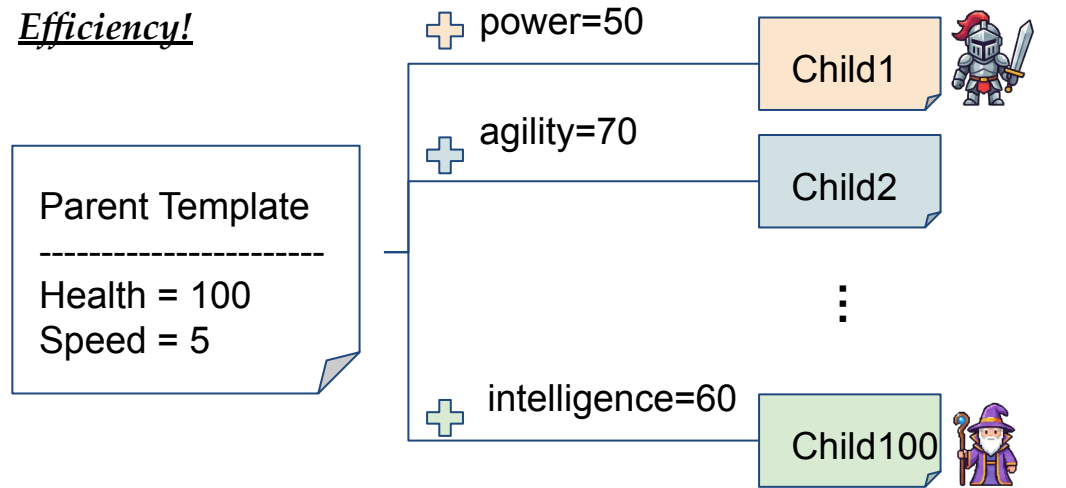 Efficiency!
power=50
Child1
agility=70
Child2
Parent Template
-----------------------
Health = 100
Speed = 5
⋮
intelligence=60
Child100